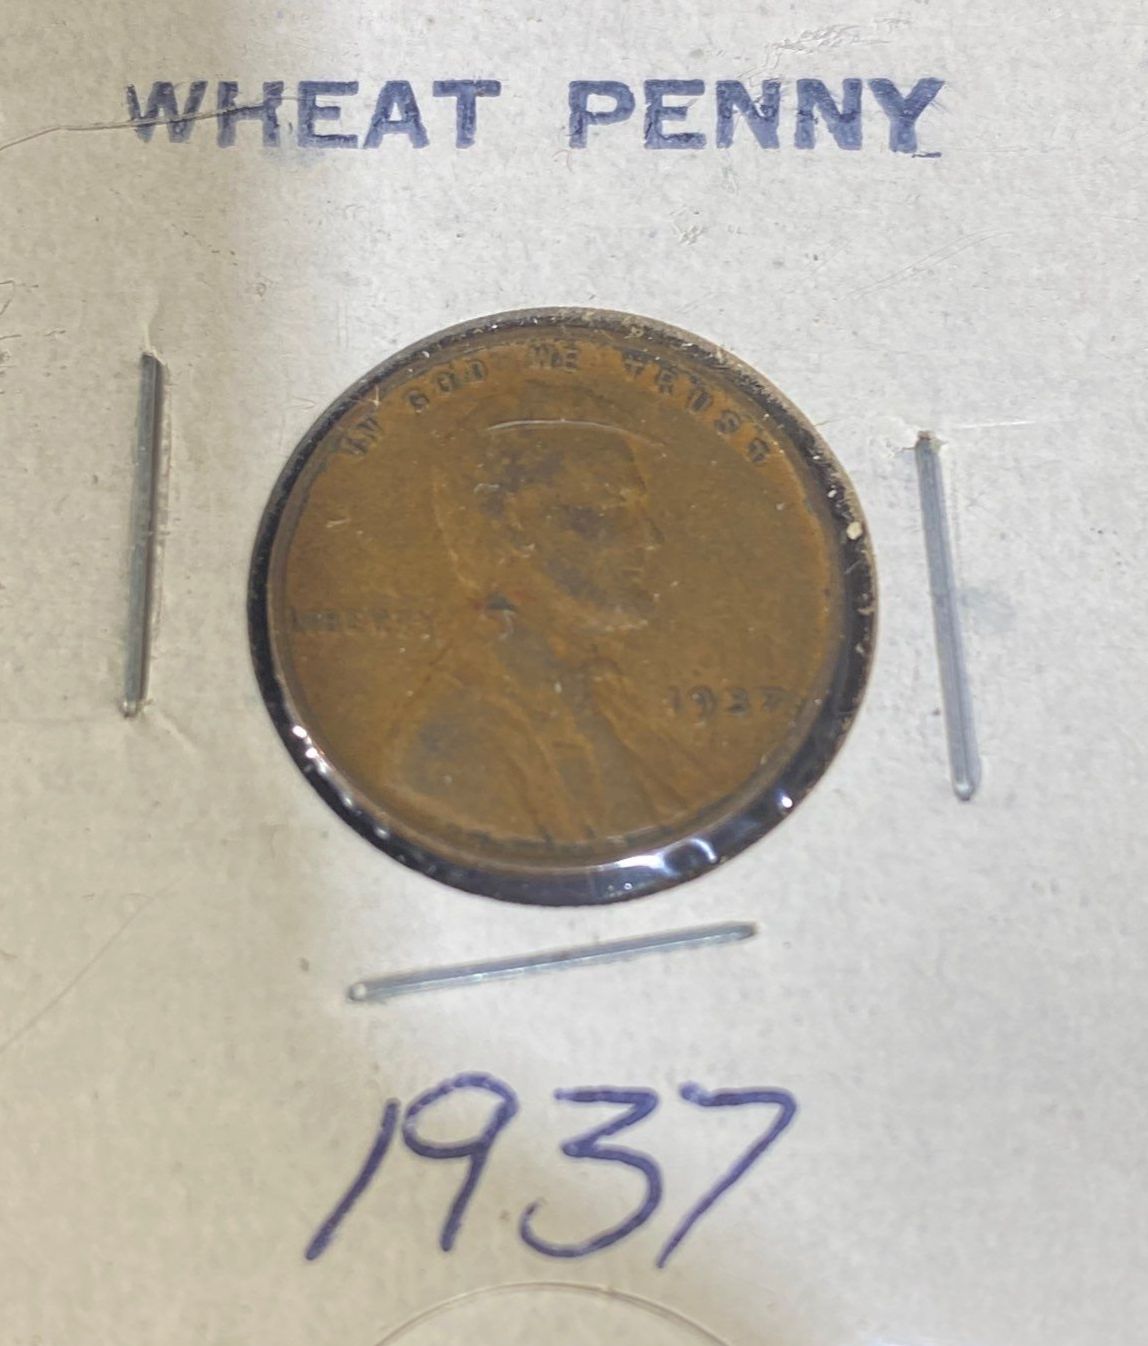 WHEAT PENNY
IN GOD WE TRUST
LIBERTY
1937
1937